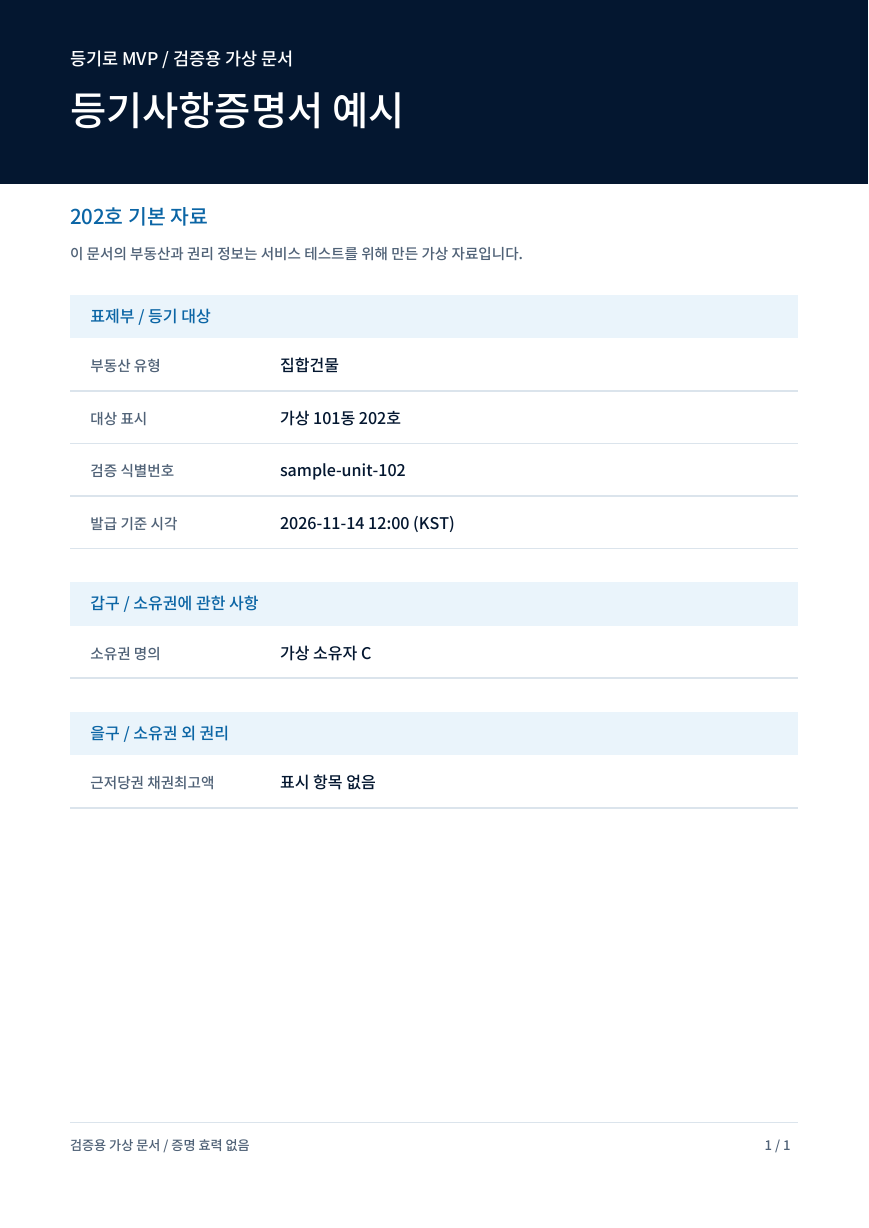 등기로 MVP / 검증용 가상 문서
등기사항증명서 예시
202호 기본 자료
이 문서의 부동산과 권리 정보는 서비스 테스트를 위해 만든 가상 자료입니다.
표제부 / 등기 대상
부동산 유형 집합건물
대상 표시 가상 101동 202호
검증 식별번호 sample-unit-102
발급 기준 시각 2026-11-14 12:00 (KST)
갑구 / 소유권에 관한 사항
소유권 명의 가상 소유자 C
을구 / 소유권 외 권리
근저당권 채권최고액 표시 항목 없음
검증용 가상 문서 / 증명 효력 없음 1 / 1